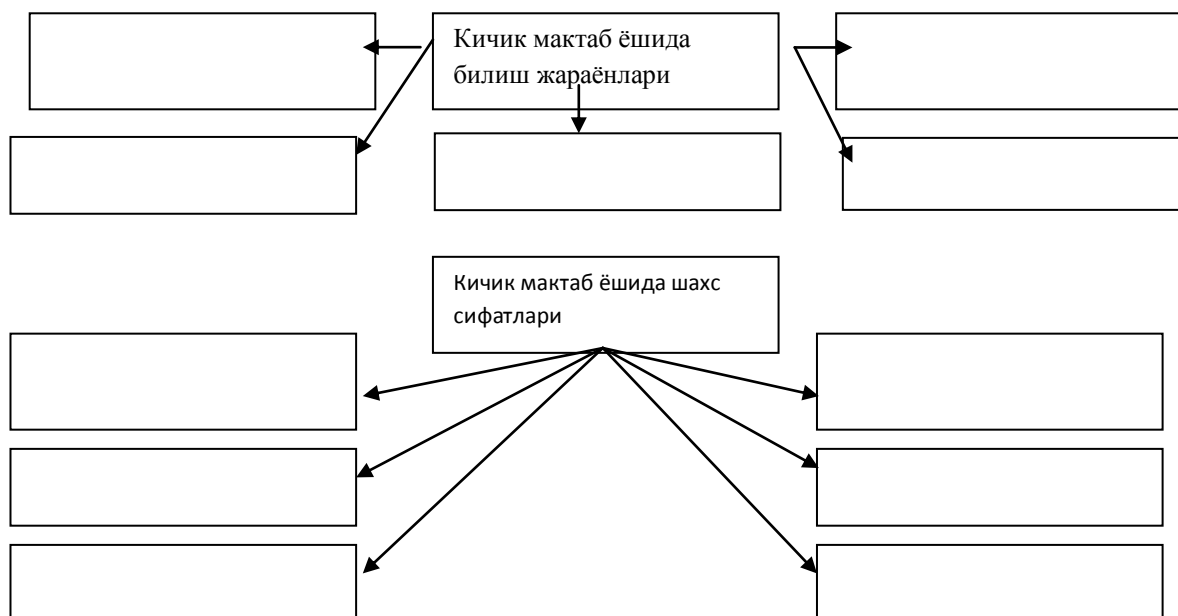 Кичик мактаб ёшида
билиш жараёнлари
Кичик мактаб ёшида шахс
сифатлари